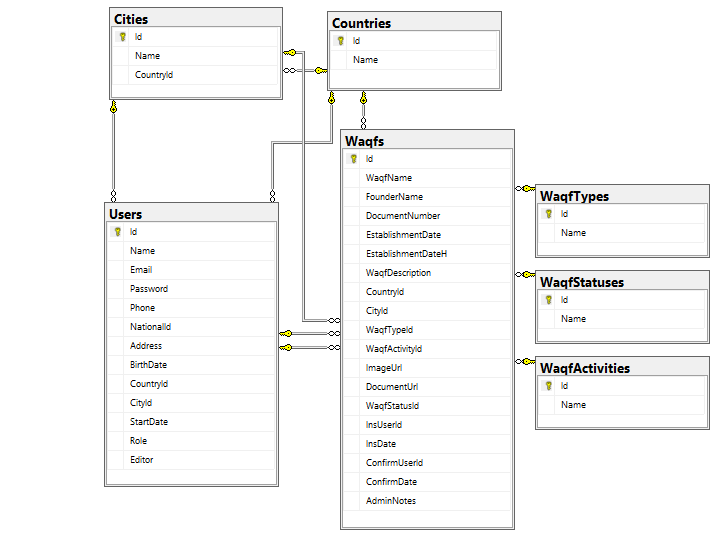 Cities
Id
Name
CountryId
Countries
Id
Name
Users
Id
Name
Email
Password
Phone
NationalId
Address
BirthDate
CountryId
CityId
StartDate
Role
Editor
Waqfs
Id
WaqfName
FounderName
DocumentNumber
EstablishmentDate
EstablishmentDateH
WaqfDescription
CountryId
CityId
WaqfTypeId
WaqfActivityId
ImageUrl
DocumentUrl
WaqfStatusId
InsUserId
InsDate
ConfirmUserId
ConfirmDate
AdminNotes
WaqfTypes
Id
Name
WaqfStatuses
Id
Name
WaqfActivities
Id
Name